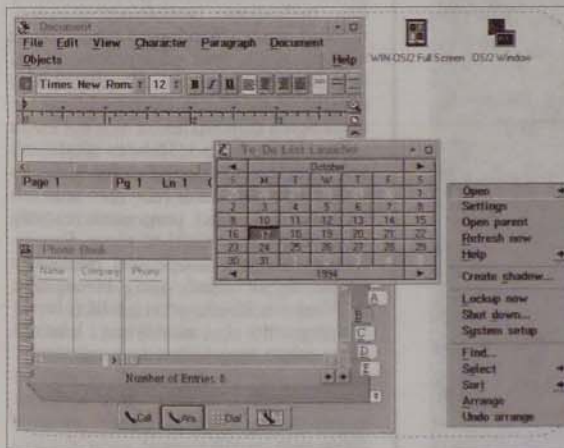 Document
File Edit View Character Paragraph Document
Objects Help
Times New Rom 12 B I U
Page 1 Pg 1 Ln 1
WIN-OS/2 Full Screen OS/2 Window
To-Do List Launcher
October
M T W T F S
1
2 3 4 5 6 7 8
9 10 11 12 13 14 15
16 17 18 19 20 21 22
23 24 25 26 27 28 29
30 31
1994
Phone Book
Name Company Phone
A
B
C
D
E
Number of Entries: 6
Call Ans Dial
Open
Settings
Open parent
Refresh now
Help
Create shadow...
Lockup now
Shut down...
System setup
Find...
Select
Sort
Arrange
Undo arrange